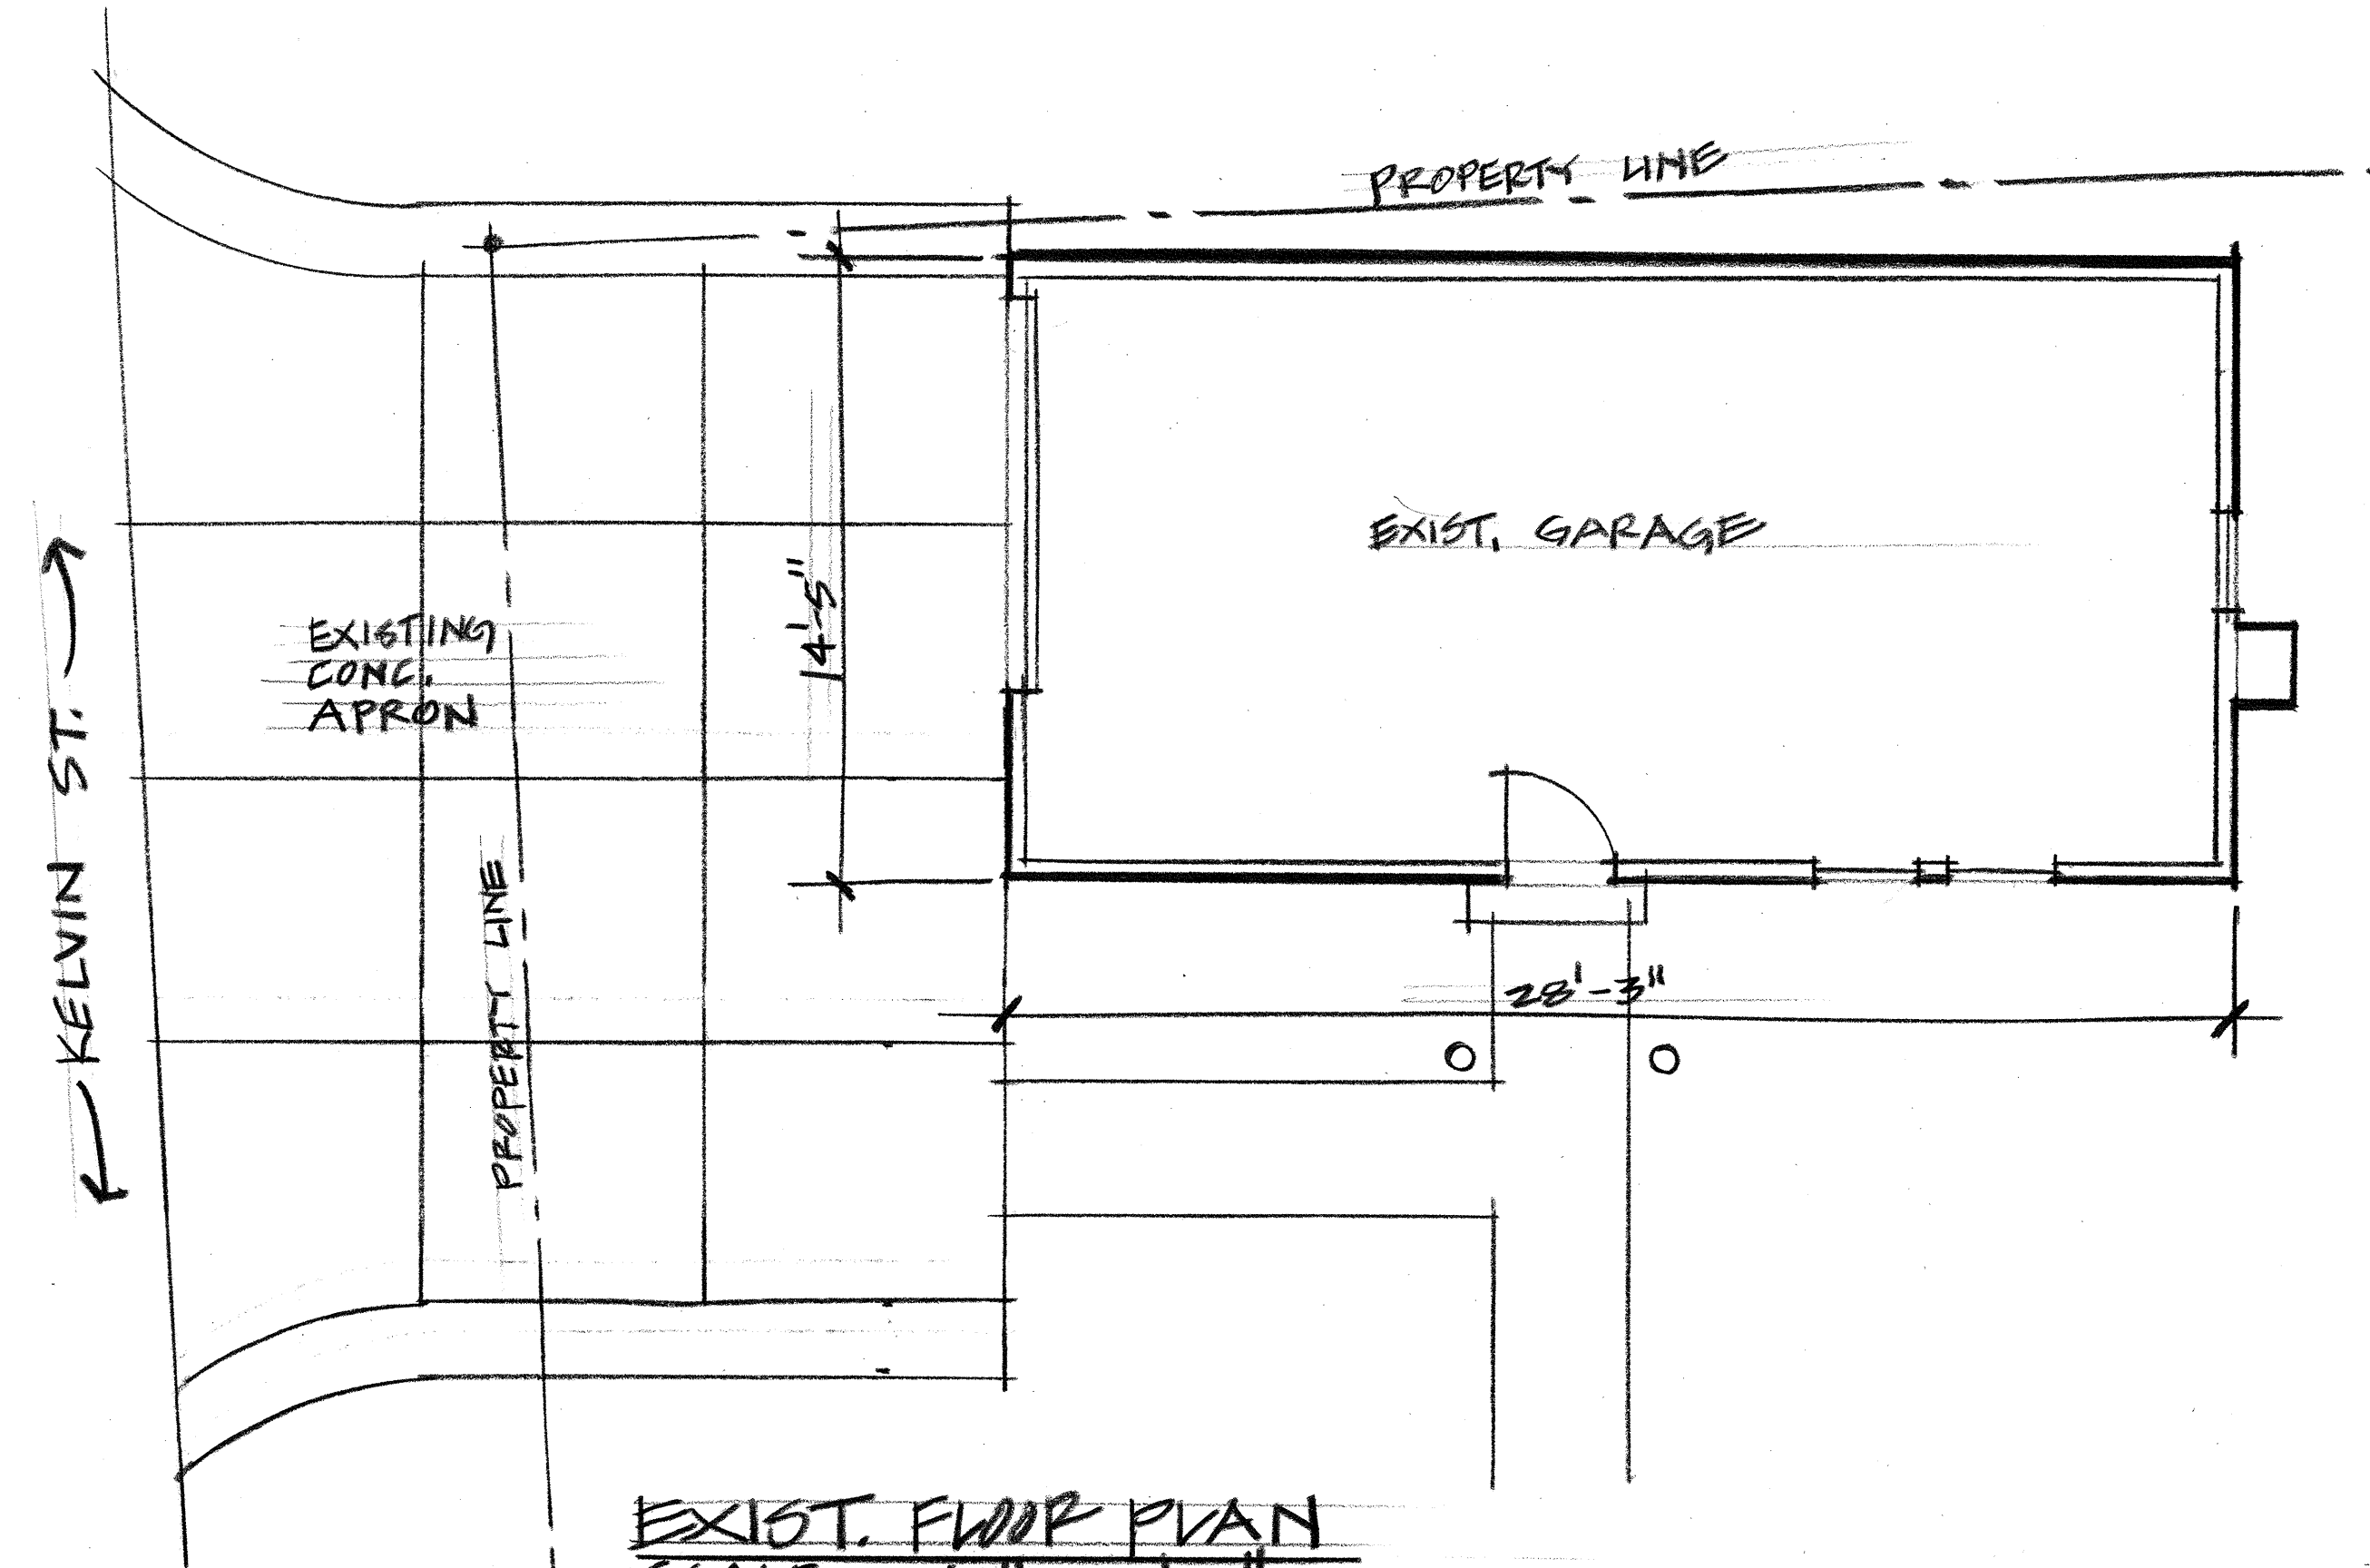 PROPERTY LINE
EXIST. GARAGE
14'-5"
EXISTING
CONC.
APRON
KELVIN ST.
PROPERTY LINE
28'-3"
EXIST. FLOOR PLAN